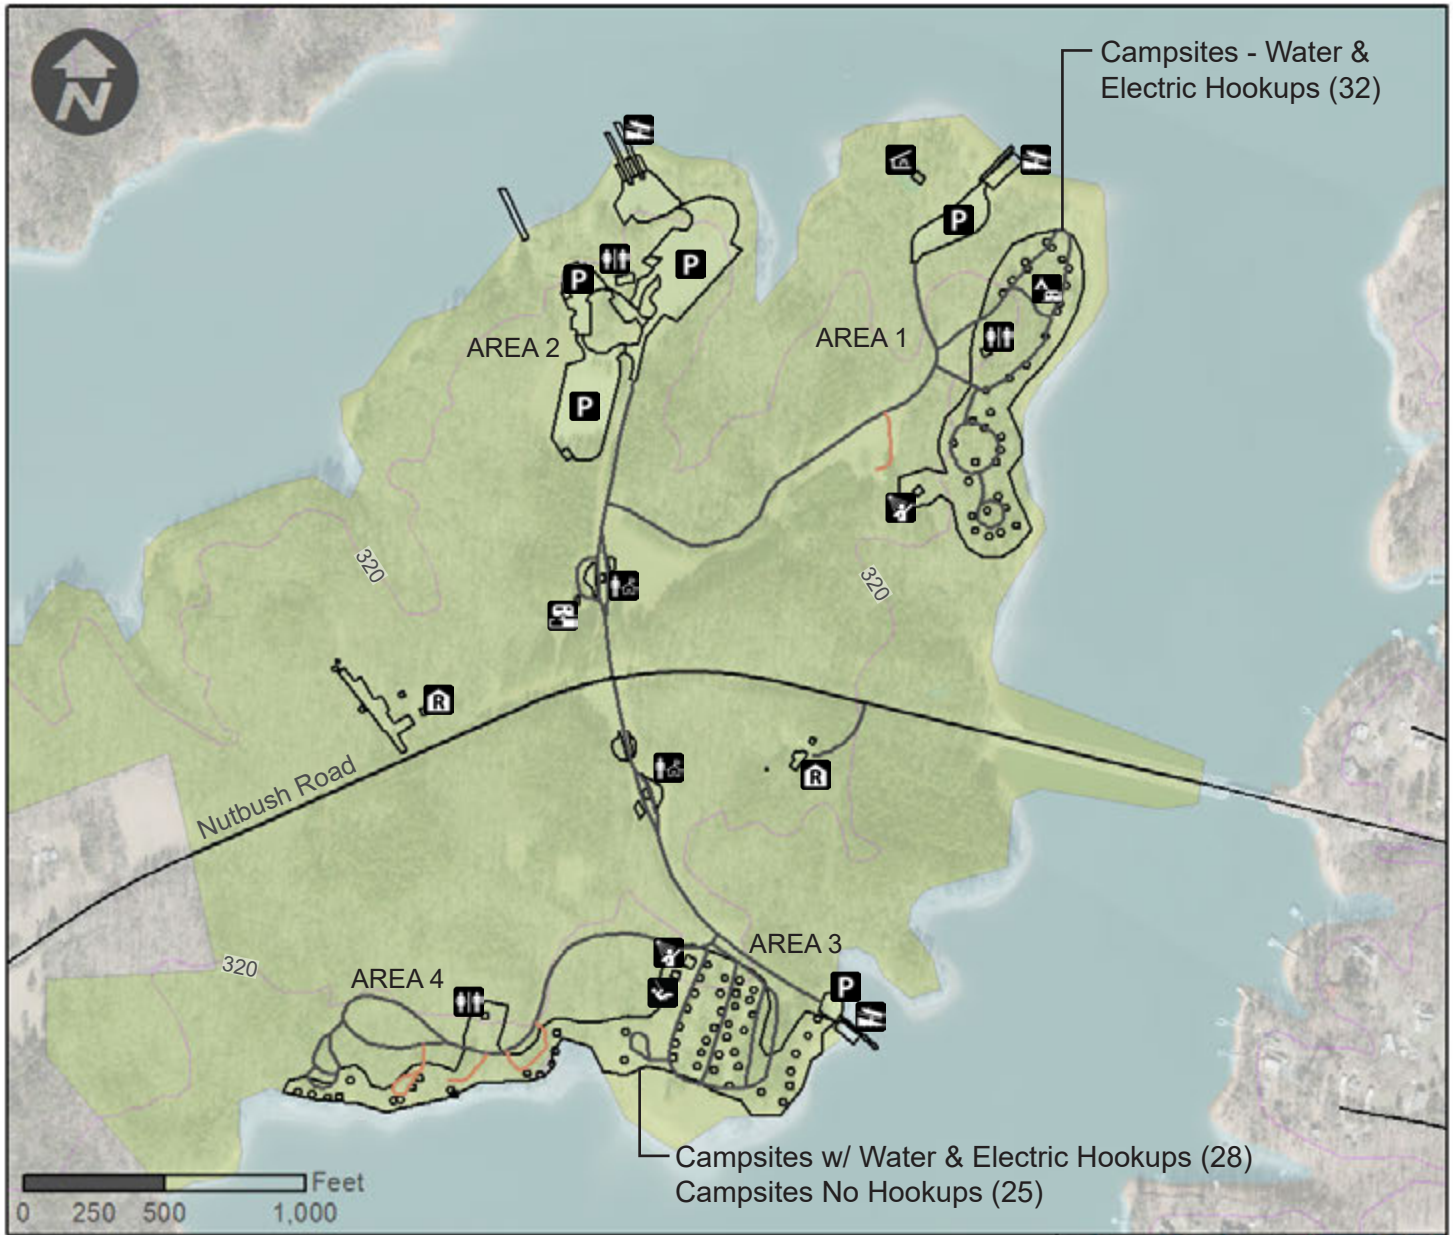 N
Campsites - Water &
Electric Hookups (32)
P
P
P
P
AREA 2
AREA 1
320
320
R
R
Nutbush Road
AREA 3
320
AREA 4
P
Campsites w/ Water & Electric Hookups (28)
Campsites No Hookups (25)
Feet
0 250 500 1,000